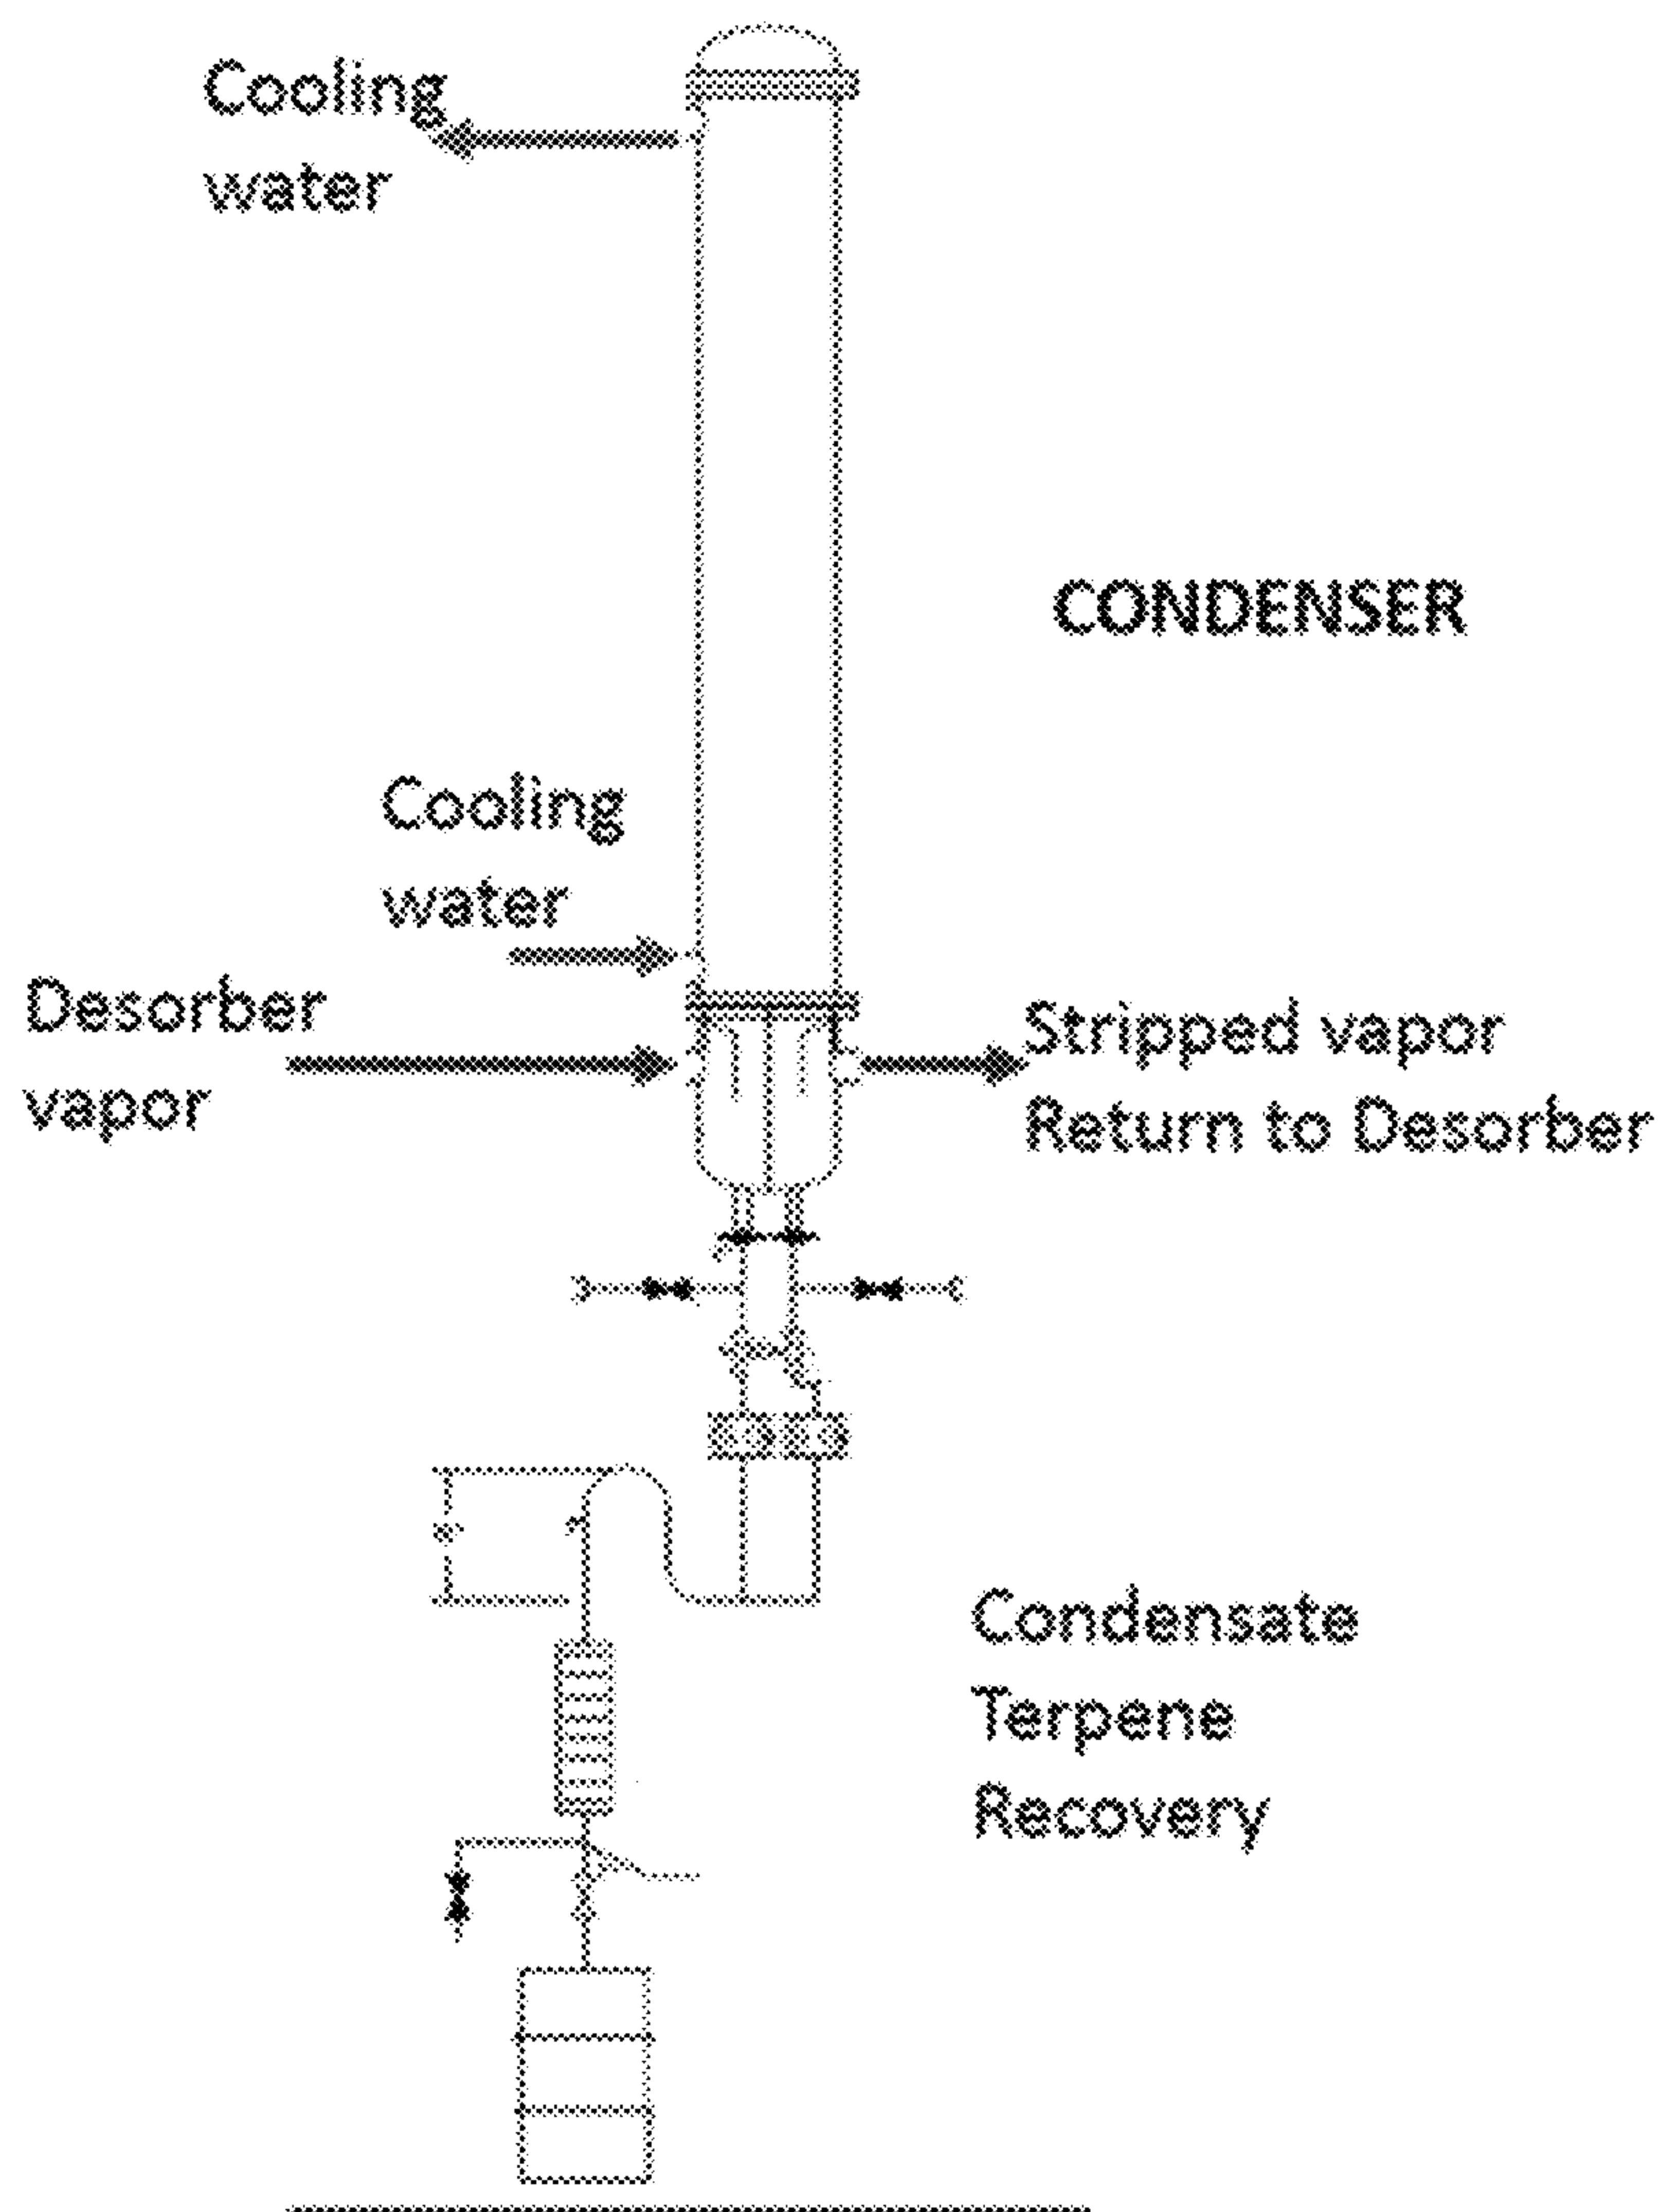 Cooling
water
CONDENSER
Cooling
water
Desorber
vapor
Stripped vapor
Return to Desorber
Condensate
Terpene
Recovery